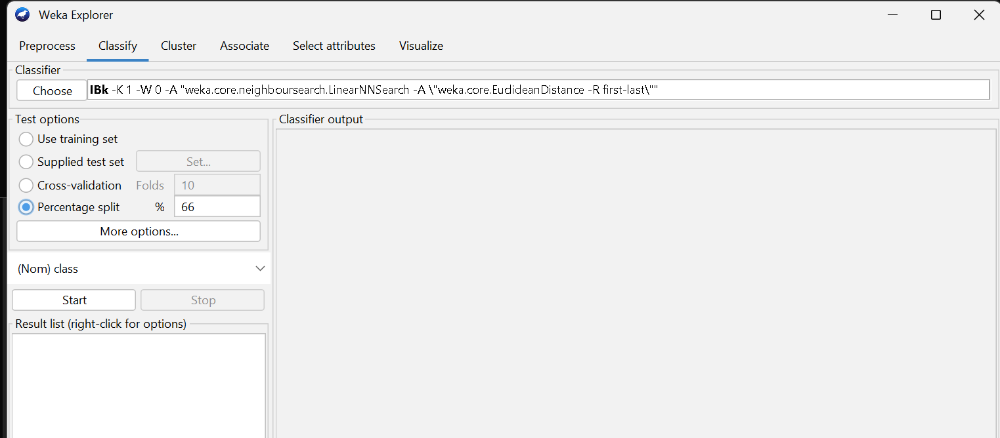 Weka Explorer
Preprocess Classify Cluster Associate Select attributes Visualize
Classifier
Choose IBk -K 1 -W 0 -A "weka.core.neighboursearch.LinearNNSearch -A \"weka.core.EuclideanDistance -R first-last\""
Test options
Use training set
Supplied test set Set...
Cross-validation Folds 10
Percentage split % 66
More options...
(Nom) class
Start Stop
Result list (right-click for options)
Classifier output